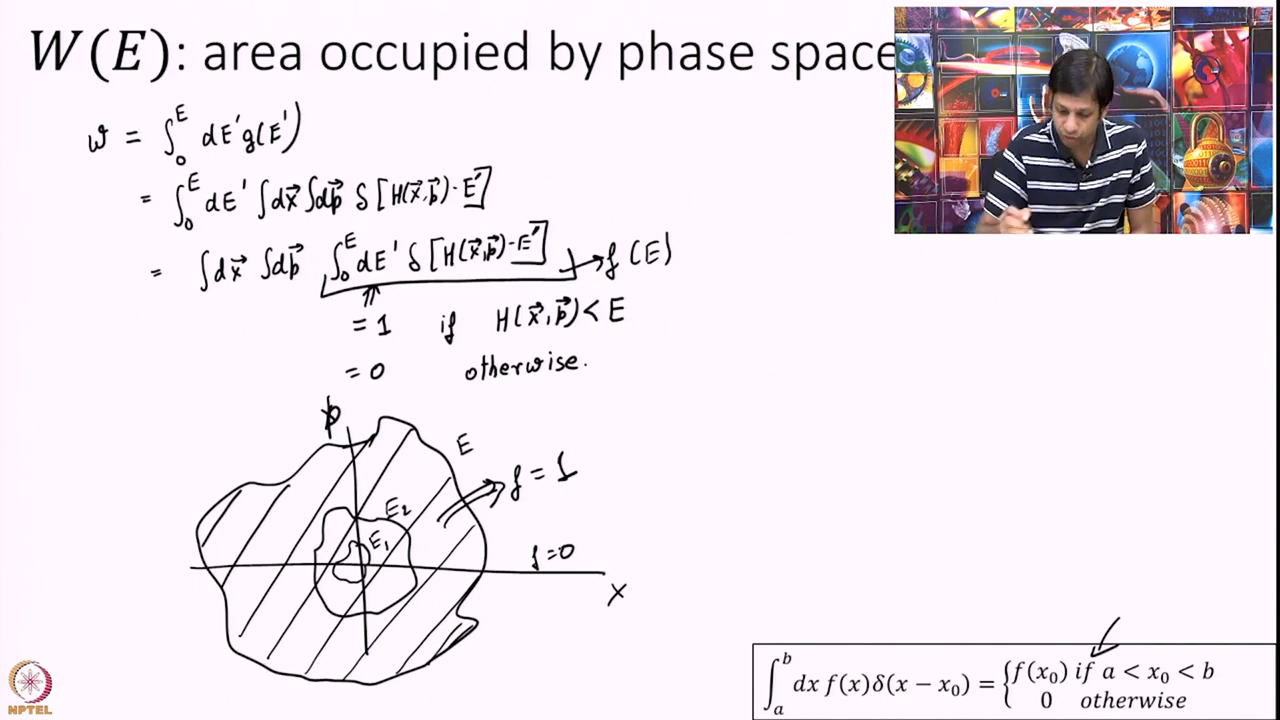 W(E): area occupied by phase space
w = ∫₀^E dE′ g(E′)
= ∫₀^E dE′ ∫dx⃗ ∫dp⃗ δ[H(x⃗,p⃗) - E′]
= ∫dx⃗ ∫dp⃗ ∫₀^E dE′ δ[H(x⃗,p⃗) - E′] → f(E)
= 1 if H(x⃗,p⃗) < E
= 0 otherwise.
p
E
f = 1
E₂
E₁
f = 0
x
∫ₐᵇ dx f(x)δ(x − x₀) = { f(x₀) if a < x₀ < b
0 otherwise
NPTEL